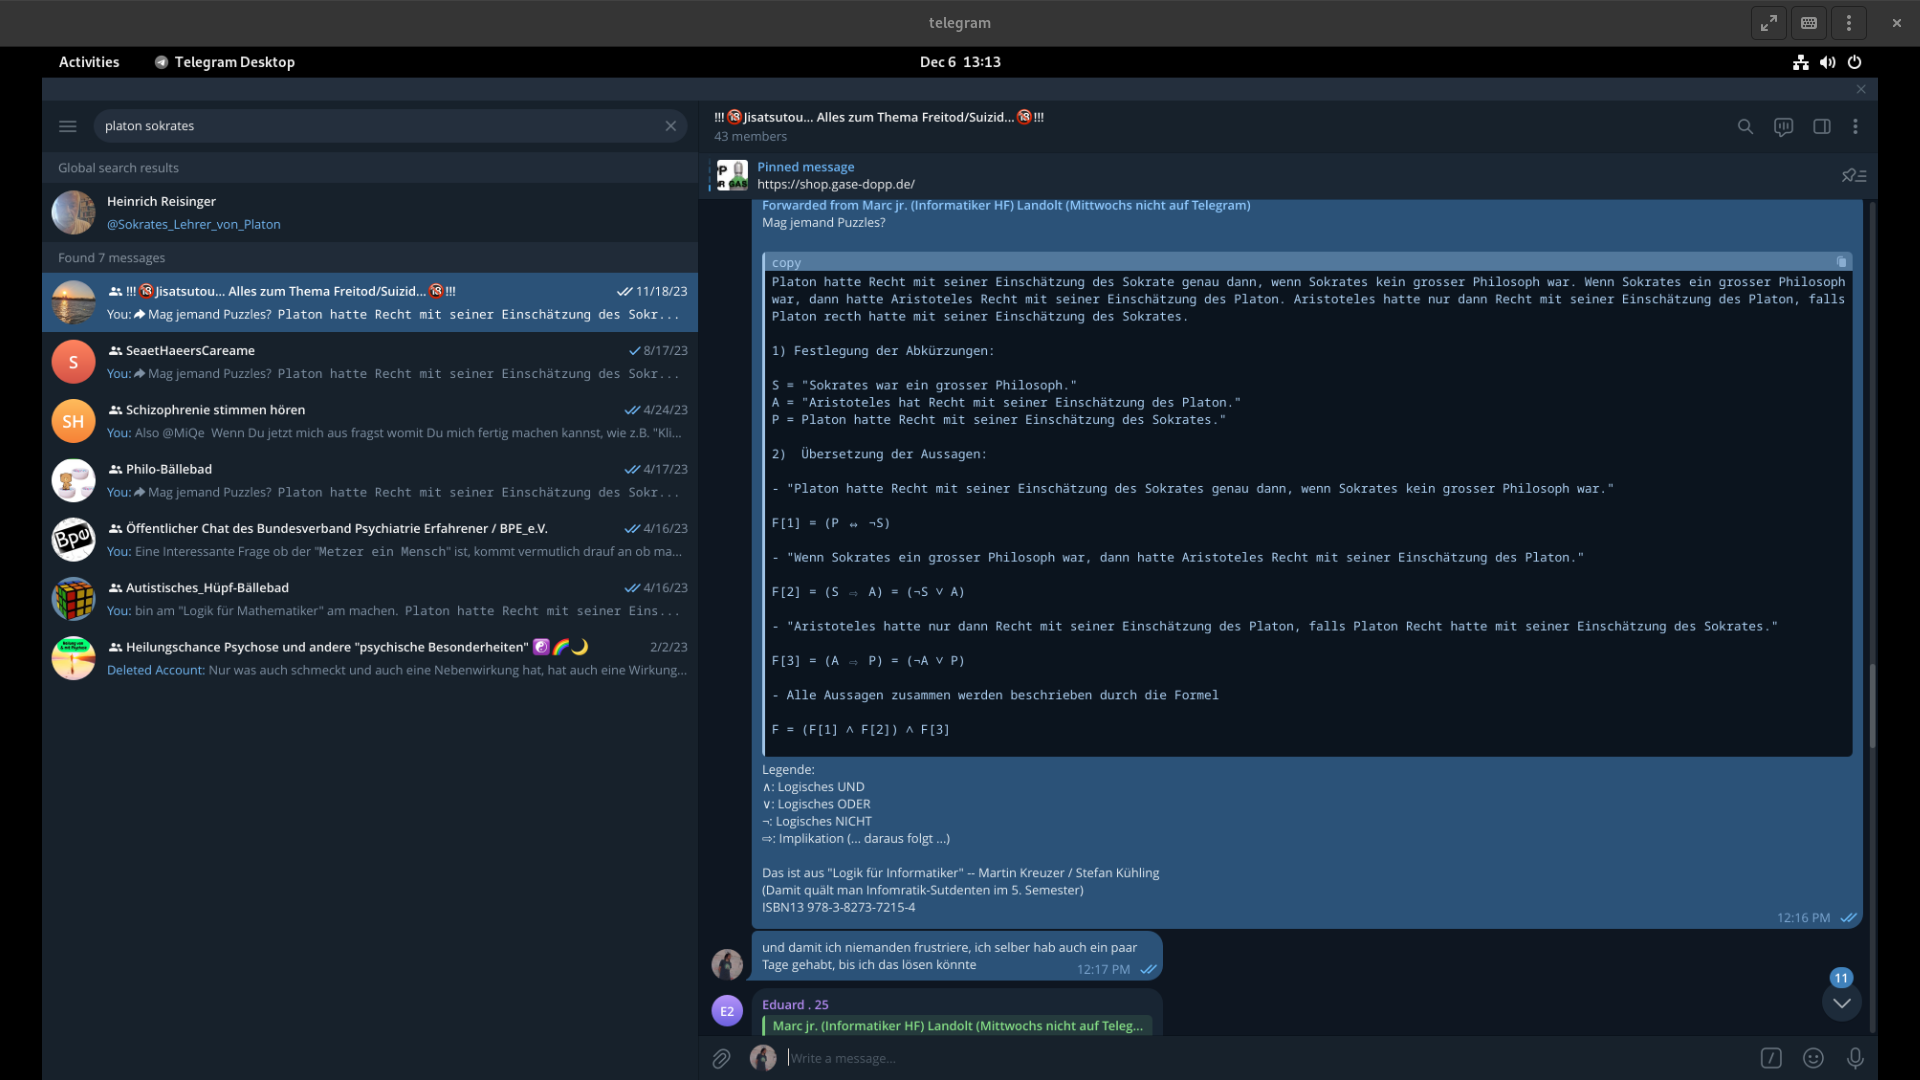 telegram
Activities
Telegram Desktop
Dec 6 13:13
platon sokrates
Global search results
Heinrich Reisinger
@Sokrates_Lehrer_von_Platon
Found 7 messages
!!!🔞Jisatsutou... Alles zum Thema Freitod/Suizid...🔞!!!
11/18/23
You: Mag jemand Puzzles? Platon hatte Recht mit seiner Einschätzung des Sokr...
S
SeaetHaeersCareame
8/17/23
You: Mag jemand Puzzles? Platon hatte Recht mit seiner Einschätzung des Sokr...
SH
Schizophrenie stimmen hören
4/24/23
You: Also @MiQe Wenn Du jetzt mich aus fragst womit Du mich fertig machen kannst, wie z.B. "Kli...
Philo-Bällebad
4/17/23
You: Mag jemand Puzzles? Platon hatte Recht mit seiner Einschätzung des Sokr...
Bpe
Öffentlicher Chat des Bundesverband Psychiatrie Erfahrener / BPE_e.V.
4/16/23
You: Eine Interessante Frage ob der "Metzer ein Mensch" ist, kommt vermutlich drauf an ob ma...
Autistisches_Hüpf-Bällebad
4/16/23
You: bin am "Logik für Mathematiker" am machen. Platon hatte Recht mit seiner Eins...
Heilungschance Psychose und andere "psychische Besonderheiten" ☯️🌈🌙
2/2/23
Deleted Account: Nur was auch schmeckt und auch eine Nebenwirkung hat, hat auch eine Wirkung...
!!!🔞Jisatsutou... Alles zum Thema Freitod/Suizid...🔞!!!
43 members
Pinned message
https://shop.gase-dopp.de/
Forwarded from Marc jr. (Informatiker HF) Landolt (Mittwochs nicht auf Telegram)
Mag jemand Puzzles?
copy
Platon hatte Recht mit seiner Einschätzung des Sokrate genau dann, wenn Sokrates kein grosser Philosoph war. Wenn Sokrates ein grosser Philosoph
war, dann hatte Aristoteles Recht mit seiner Einschätzung des Platon. Aristoteles hatte nur dann Recht mit seiner Einschätzung des Platon, falls
Platon recth hatte mit seiner Einschätzung des Sokrates.
1) Festlegung der Abkürzungen:
S = "Sokrates war ein grosser Philosoph."
A = "Aristoteles hat Recht mit seiner Einschätzung des Platon."
P = Platon hatte Recht mit seiner Einschätzung des Sokrates."
2) Übersetzung der Aussagen:
- "Platon hatte Recht mit seiner Einschätzung des Sokrates genau dann, wenn Sokrates kein grosser Philosoph war."
F[1] = (P ⇔ ¬S)
- "Wenn Sokrates ein grosser Philosoph war, dann hatte Aristoteles Recht mit seiner Einschätzung des Platon."
F[2] = (S ⇨ A) = (¬S ∨ A)
- "Aristoteles hatte nur dann Recht mit seiner Einschätzung des Platon, falls Platon Recht hatte mit seiner Einschätzung des Sokrates."
F[3] = (A ⇨ P) = (¬A ∨ P)
- Alle Aussagen zusammen werden beschrieben durch die Formel
F = (F[1] ∧ F[2]) ∧ F[3]
Legende:
∧: Logisches UND
∨: Logisches ODER
¬: Logisches NICHT
⇨: Implikation (... daraus folgt ...)
Das ist aus "Logik für Informatiker" -- Martin Kreuzer / Stefan Kühling
(Damit quält man Infomratik-Sutdenten im 5. Semester)
ISBN13 978-3-8273-7215-4
12:16 PM
und damit ich niemanden frustriere, ich selber hab auch ein paar
Tage gehabt, bis ich das lösen könnte
12:17 PM
11
E2
Eduard . 25
Marc jr. (Informatiker HF) Landolt (Mittwochs nicht auf Teleg...
Write a message...